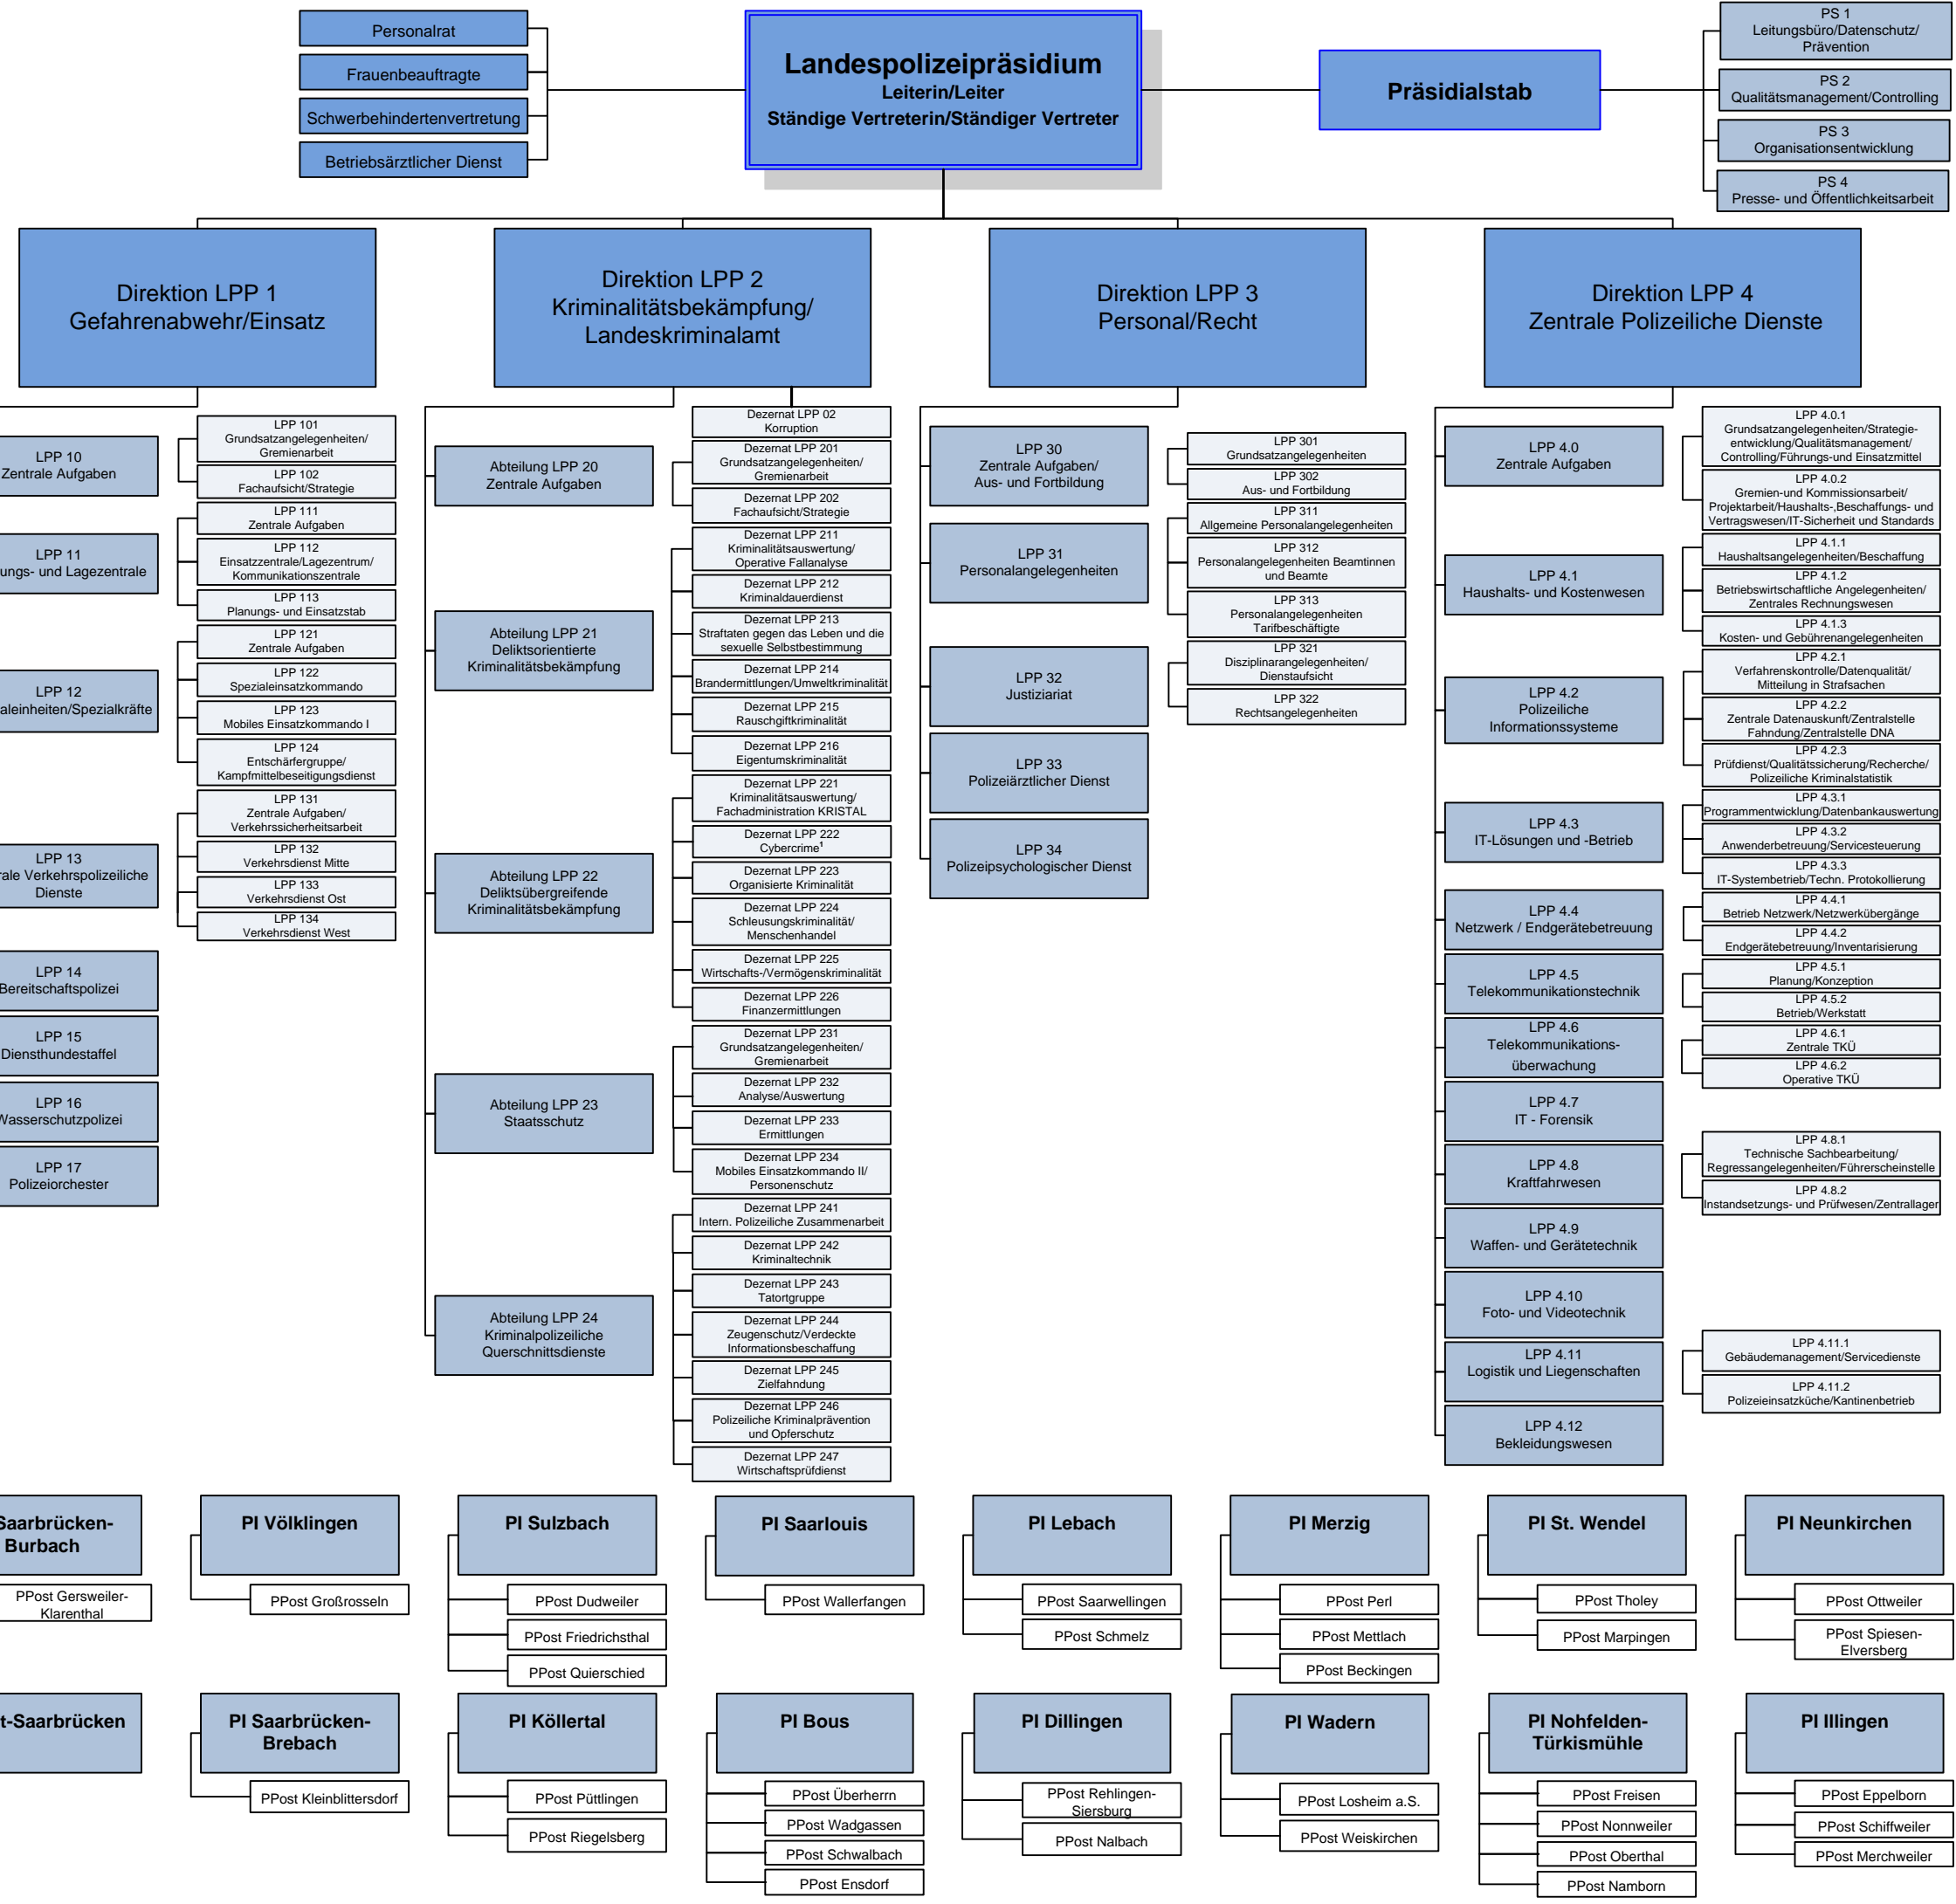 Personalrat
Frauenbeauftragte
Schwerbehindertenvertretung
Betriebsärztlicher Dienst
Landespolizeipräsidium
Leiterin/Leiter
Ständige Vertreterin/Ständiger Vertreter
Präsidialstab
PS 1
Leitungsbüro/Datenschutz/
Prävention
PS 2
Qualitätsmanagement/Controlling
PS 3
Organisationsentwicklung
PS 4
Presse- und Öffentlichkeitsarbeit
Direktion LPP 1
Gefahrenabwehr/Einsatz
LPP 10
Zentrale Aufgaben
LPP 101
Grundsatzangelegenheiten/
Gremienarbeit
LPP 102
Fachaufsicht/Strategie
LPP 11
ungs- und Lagezentrale
LPP 111
Zentrale Aufgaben
LPP 112
Einsatzzentrale/Lagezentrum/
Kommunikationszentrale
LPP 113
Planungs- und Einsatzstab
LPP 12
aleinheiten/Spezialkräfte
LPP 121
Zentrale Aufgaben
LPP 122
Spezialeinsatzkommando
LPP 123
Mobiles Einsatzkommando I
LPP 124
Entschärfergruppe/
Kampfmittelbeseitigungsdienst
LPP 13
rale Verkehrspolizeiliche
Dienste
LPP 131
Zentrale Aufgaben/
Verkehrssicherheitsarbeit
LPP 132
Verkehrsdienst Mitte
LPP 133
Verkehrsdienst Ost
LPP 134
Verkehrsdienst West
LPP 14
Bereitschaftspolizei
LPP 15
Diensthundestaffel
LPP 16
Wasserschutzpolizei
LPP 17
Polizeiorchester
Direktion LPP 2
Kriminalitätsbekämpfung/
Landeskriminalamt
Dezernat LPP 02
Korruption
Abteilung LPP 20
Zentrale Aufgaben
Dezernat LPP 201
Grundsatzangelegenheiten/
Gremienarbeit
Dezernat LPP 202
Fachaufsicht/Strategie
Abteilung LPP 21
Deliktsorientierte
Kriminalitätsbekämpfung
Dezernat LPP 211
Kriminalitätsauswertung/
Operative Fallanalyse
Dezernat LPP 212
Kriminaldauerdienst
Dezernat LPP 213
Straftaten gegen das Leben und die
sexuelle Selbstbestimmung
Dezernat LPP 214
Brandermittlungen/Umweltkriminalität
Dezernat LPP 215
Rauschgiftkriminalität
Dezernat LPP 216
Eigentumskriminalität
Abteilung LPP 22
Deliktsübergreifende
Kriminalitätsbekämpfung
Dezernat LPP 221
Kriminalitätsauswertung/
Fachadministration KRISTAL
Dezernat LPP 222
Cybercrime¹
Dezernat LPP 223
Organisierte Kriminalität
Dezernat LPP 224
Schleusungskriminalität/
Menschenhandel
Dezernat LPP 225
Wirtschafts-/Vermögenskriminalität
Dezernat LPP 226
Finanzermittlungen
Abteilung LPP 23
Staatsschutz
Dezernat LPP 231
Grundsatzangelegenheiten/
Gremienarbeit
Dezernat LPP 232
Analyse/Auswertung
Dezernat LPP 233
Ermittlungen
Dezernat LPP 234
Mobiles Einsatzkommando II/
Personenschutz
Abteilung LPP 24
Kriminalpolizeiliche
Querschnittsdienste
Dezernat LPP 241
Intern. Polizeiliche Zusammenarbeit
Dezernat LPP 242
Kriminaltechnik
Dezernat LPP 243
Tatortgruppe
Dezernat LPP 244
Zeugenschutz/Verdeckte
Informationsbeschaffung
Dezernat LPP 245
Zielfahndung
Dezernat LPP 246
Polizeiliche Kriminalprävention
und Opferschutz
Dezernat LPP 247
Wirtschaftsprüfdienst
Direktion LPP 3
Personal/Recht
LPP 30
Zentrale Aufgaben/
Aus- und Fortbildung
LPP 301
Grundsatzangelegenheiten
LPP 302
Aus- und Fortbildung
LPP 31
Personalangelegenheiten
LPP 311
Allgemeine Personalangelegenheiten
LPP 312
Personalangelegenheiten Beamtinnen
und Beamte
LPP 313
Personalangelegenheiten
Tarifbeschäftigte
LPP 32
Justiziariat
LPP 321
Disziplinarangelegenheiten/
Dienstaufsicht
LPP 322
Rechtsangelegenheiten
LPP 33
Polizeiärztlicher Dienst
LPP 34
Polizeipsychologischer Dienst
Direktion LPP 4
Zentrale Polizeiliche Dienste
LPP 4.0
Zentrale Aufgaben
LPP 4.0.1
Grundsatzangelegenheiten/Strategie-
entwicklung/Qualitätsmanagement/
Controlling/Führungs-und Einsatzmittel
LPP 4.0.2
Gremien-und Kommissionsarbeit/
Projektarbeit/Haushalts-,Beschaffungs- und
Vertragswesen/IT-Sicherheit und Standards
LPP 4.1
Haushalts- und Kostenwesen
LPP 4.1.1
Haushaltsangelegenheiten/Beschaffung
LPP 4.1.2
Betriebswirtschaftliche Angelegenheiten/
Zentrales Rechnungswesen
LPP 4.1.3
Kosten- und Gebührenangelegenheiten
LPP 4.2
Polizeiliche
Informationssysteme
LPP 4.2.1
Verfahrenskontrolle/Datenqualität/
Mitteilung in Strafsachen
LPP 4.2.2
Zentrale Datenauskunft/Zentralstelle
Fahndung/Zentralstelle DNA
LPP 4.2.3
Prüfdienst/Qualitätssicherung/Recherche/
Polizeiliche Kriminalstatistik
LPP 4.3
IT-Lösungen und -Betrieb
LPP 4.3.1
Programmentwicklung/Datenbankauswertung
LPP 4.3.2
Anwenderbetreuung/Servicesteuerung
LPP 4.3.3
IT-Systembetrieb/Techn. Protokollierung
LPP 4.4
Netzwerk / Endgerätebetreuung
LPP 4.4.1
Betrieb Netzwerk/Netzwerkübergänge
LPP 4.4.2
Endgerätebetreuung/Inventarisierung
LPP 4.5
Telekommunikationstechnik
LPP 4.5.1
Planung/Konzeption
LPP 4.5.2
Betrieb/Werkstatt
LPP 4.6
Telekommunikations-
überwachung
LPP 4.6.1
Zentrale TKÜ
LPP 4.6.2
Operative TKÜ
LPP 4.7
IT - Forensik
LPP 4.8
Kraftfahrwesen
LPP 4.8.1
Technische Sachbearbeitung/
Regressangelegenheiten/Führerscheinstelle
LPP 4.8.2
Instandsetzungs- und Prüfwesen/Zentrallager
LPP 4.9
Waffen- und Gerätetechnik
LPP 4.10
Foto- und Videotechnik
LPP 4.11
Logistik und Liegenschaften
LPP 4.11.1
Gebäudemanagement/Servicedienste
LPP 4.11.2
Polizeieinsatzküche/Kantinenbetrieb
LPP 4.12
Bekleidungswesen
Saarbrücken-
Burbach
PPost Gersweiler-
Klarenthal
PI Völklingen
PPost Großrosseln
PI Sulzbach
PPost Dudweiler
PPost Friedrichsthal
PPost Quierschied
PI Saarlouis
PPost Wallerfangen
PI Lebach
PPost Saarwellingen
PPost Schmelz
PI Merzig
PPost Perl
PPost Mettlach
PPost Beckingen
PI St. Wendel
PPost Tholey
PPost Marpingen
PI Neunkirchen
PPost Ottweiler
PPost Spiesen-
Elversberg
t-Saarbrücken
PI Saarbrücken-
Brebach
PPost Kleinblittersdorf
PI Köllertal
PPost Püttlingen
PPost Riegelsberg
PI Bous
PPost Überherrn
PPost Wadgassen
PPost Schwalbach
PPost Ensdorf
PI Dillingen
PPost Rehlingen-
Siersburg
PPost Nalbach
PI Wadern
PPost Losheim a.S.
PPost Weiskirchen
PI Nohfelden-
Türkismühle
PPost Freisen
PPost Nonnweiler
PPost Oberthal
PPost Namborn
PI Illingen
PPost Eppelborn
PPost Schiffweiler
PPost Merchweiler